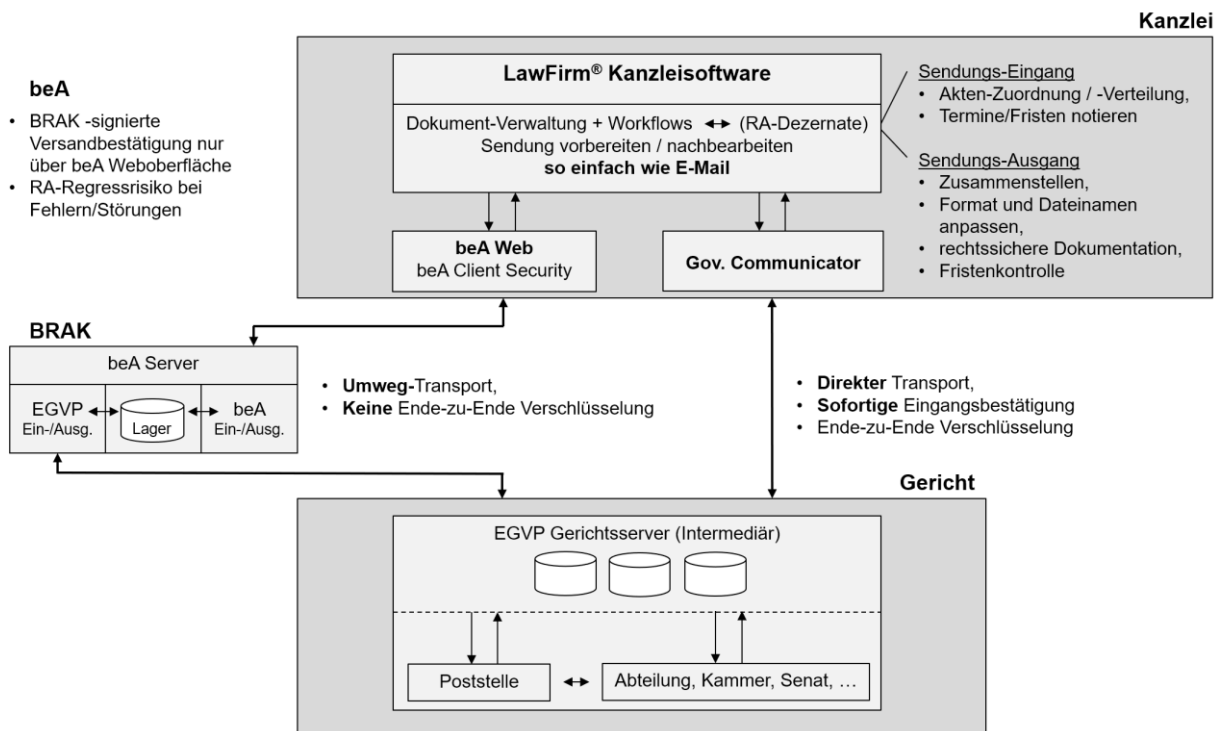 Kanzlei
LawFirm® Kanzleisoftware
Dokument-Verwaltung + Workflows ↔ (RA-Dezernate)
Sendung vorbereiten / nachbearbeiten
so einfach wie E-Mail
Sendungs-Eingang
• Akten-Zuordnung / -Verteilung,
• Termine/Fristen notieren
Sendungs-Ausgang
• Zusammenstellen,
• Format und Dateinamen
anpassen,
• rechtssichere Dokumentation,
• Fristenkontrolle
beA
• BRAK -signierte
Versandbestätigung nur
über beA Weboberfläche
• RA-Regressrisiko bei
Fehlern/Störungen
beA Web
beA Client Security
Gov. Communicator
BRAK
beA Server
EGVP
Ein-/Ausg.
Lager
beA
Ein-/Ausg.
• Umweg-Transport,
• Keine Ende-zu-Ende Verschlüsselung
• Direkter Transport,
• Sofortige Eingangsbestätigung
• Ende-zu-Ende Verschlüsselung
Gericht
EGVP Gerichtsserver (Intermediär)
Poststelle
Abteilung, Kammer, Senat, …